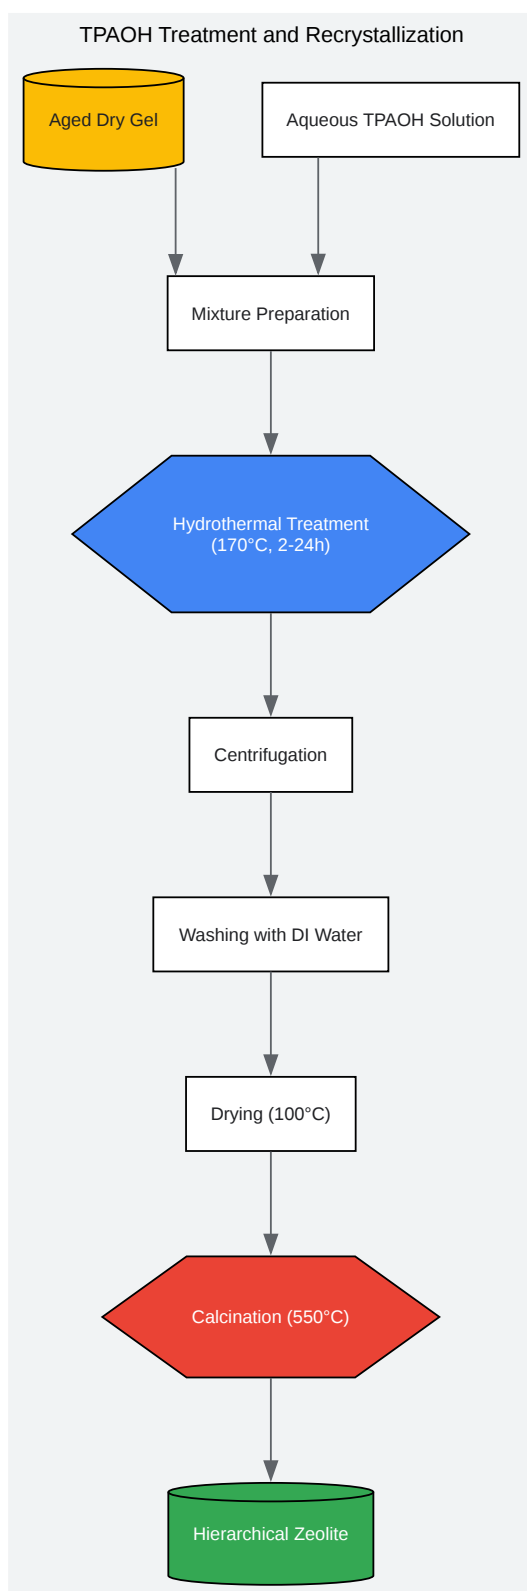 TPAOH Treatment and Recrystallization
Aged Dry Gel
Aqueous TPAOH Solution
Mixture Preparation
Hydrothermal Treatment
(170°C, 2-24h)
Centrifugation
Washing with DI Water
Drying (100°C)
Calcination (550°C)
Hierarchical Zeolite